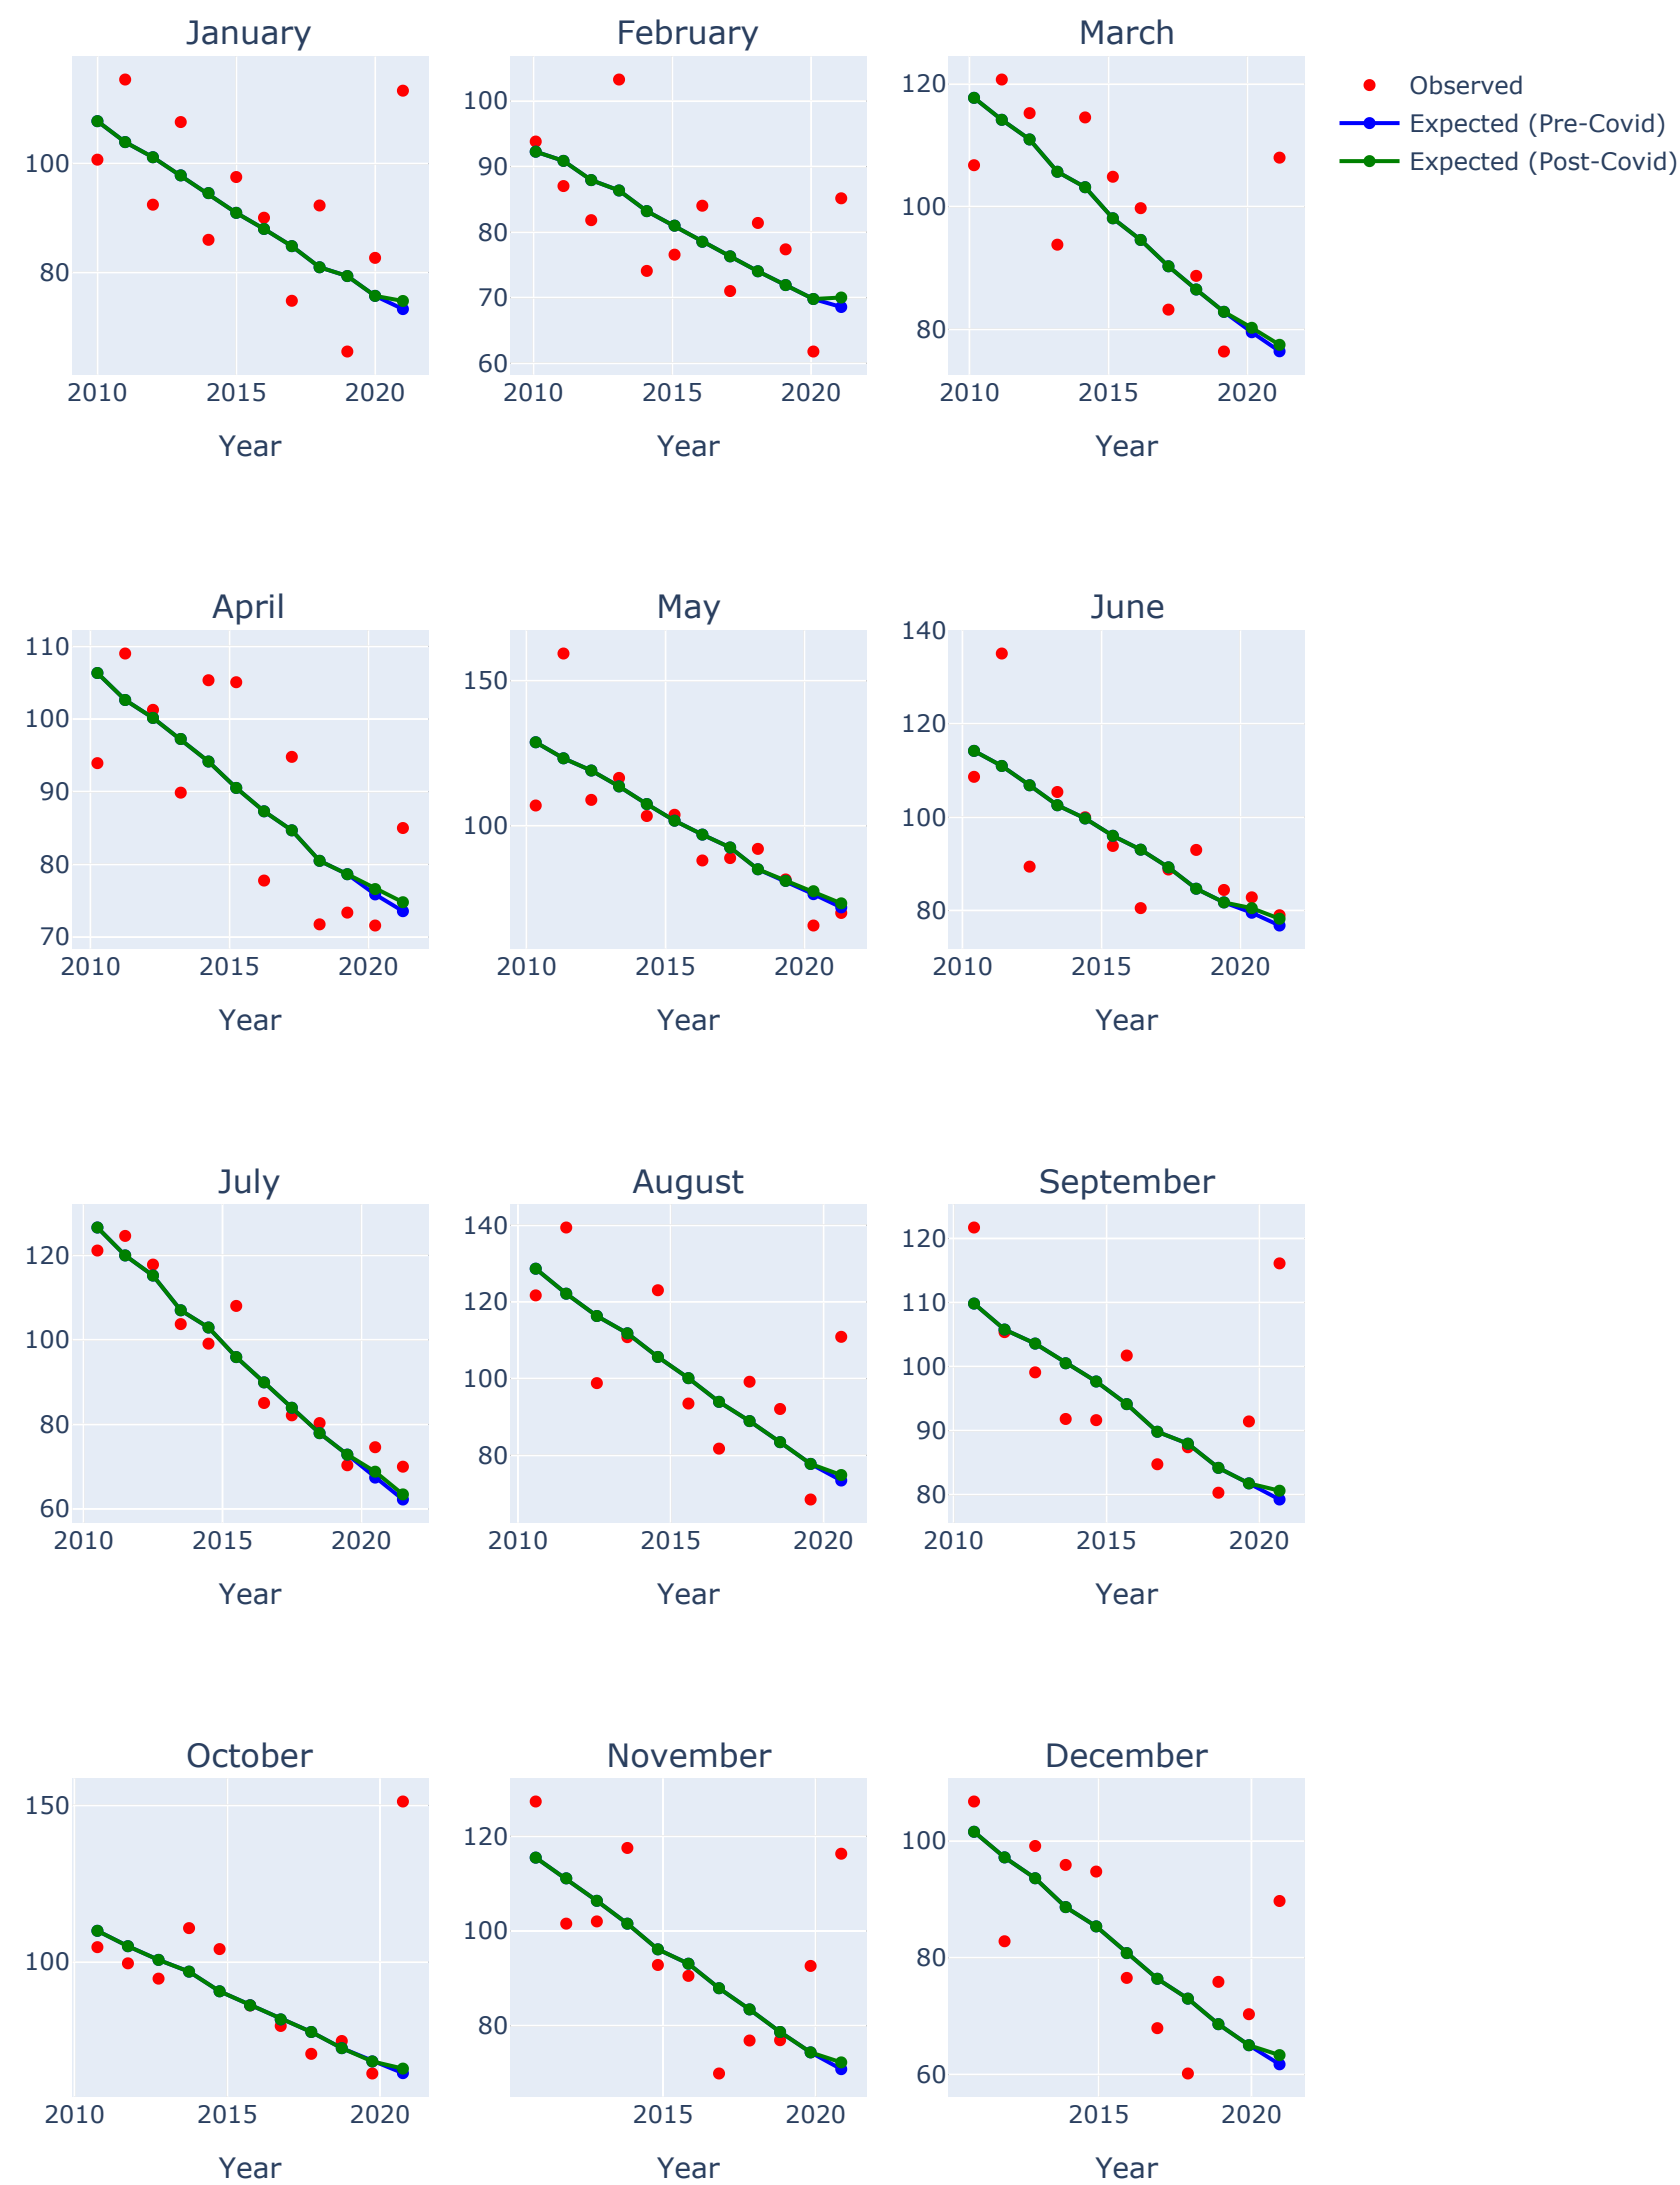 January February March
120 Observed
Expected (Pre-Covid)
Expected (Post-Covid)
100 100 100
90
80 80 80
70
60
2010 2015 2020 2010 2015 2020 2010 2015 2020
Year Year Year
April May June
110 150 140
100 120
90 100 100
80 80
70
2010 2015 2020 2010 2015 2020 2010 2015 2020
Year Year Year
July August September
120 140 120
100 120 110
80 100 100
60 80 90
80
2010 2015 2020 2010 2015 2020 2010 2015 2020
Year Year Year
October November December
150 120 100
100 100 80
80 60
2010 2015 2020 2015 2020 2015 2020
Year Year Year